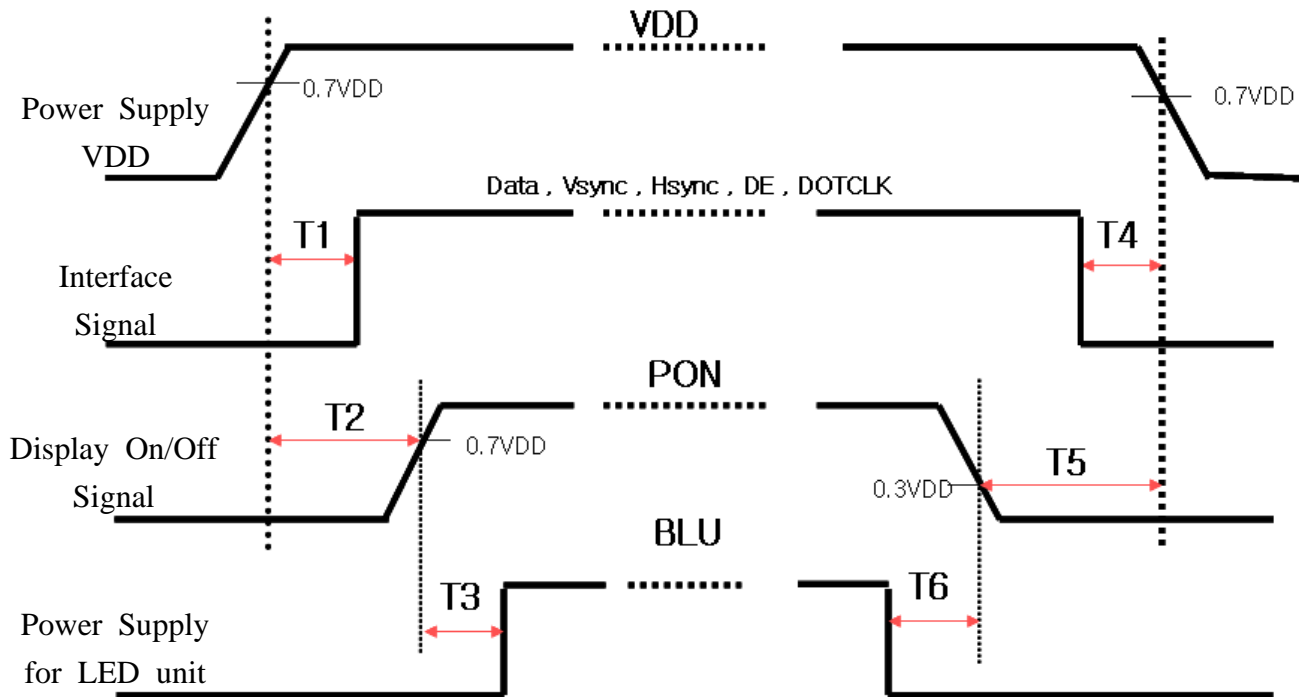 VDD
0.7VDD
0.7VDD
Power Supply
VDD
Data , Vsync , Hsync , DE , DOTCLK
T1
T4
Interface
Signal
PON
T2
0.7VDD
Display On/Off
Signal
T5
0.3VDD
BLU
T3
T6
Power Supply
for LED unit